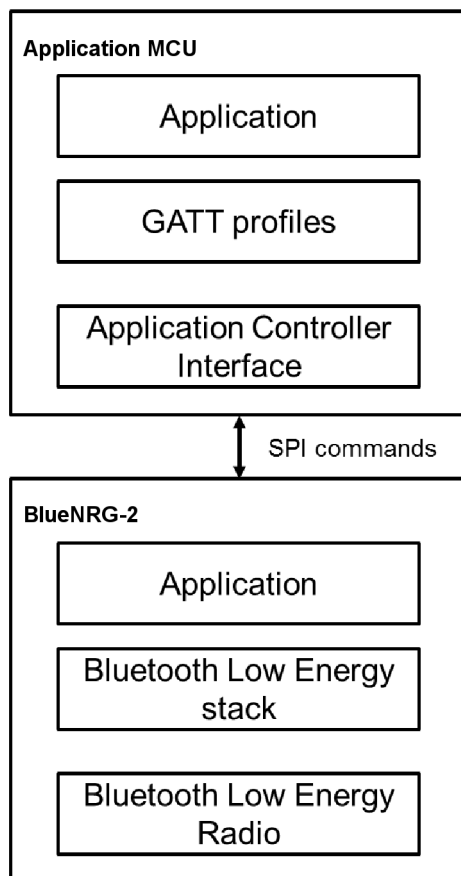 Application MCU
Application
GATT profiles
Application Controller
Interface
SPI commands
BlueNRG-2
Application
Bluetooth Low Energy
stack
Bluetooth Low Energy
Radio